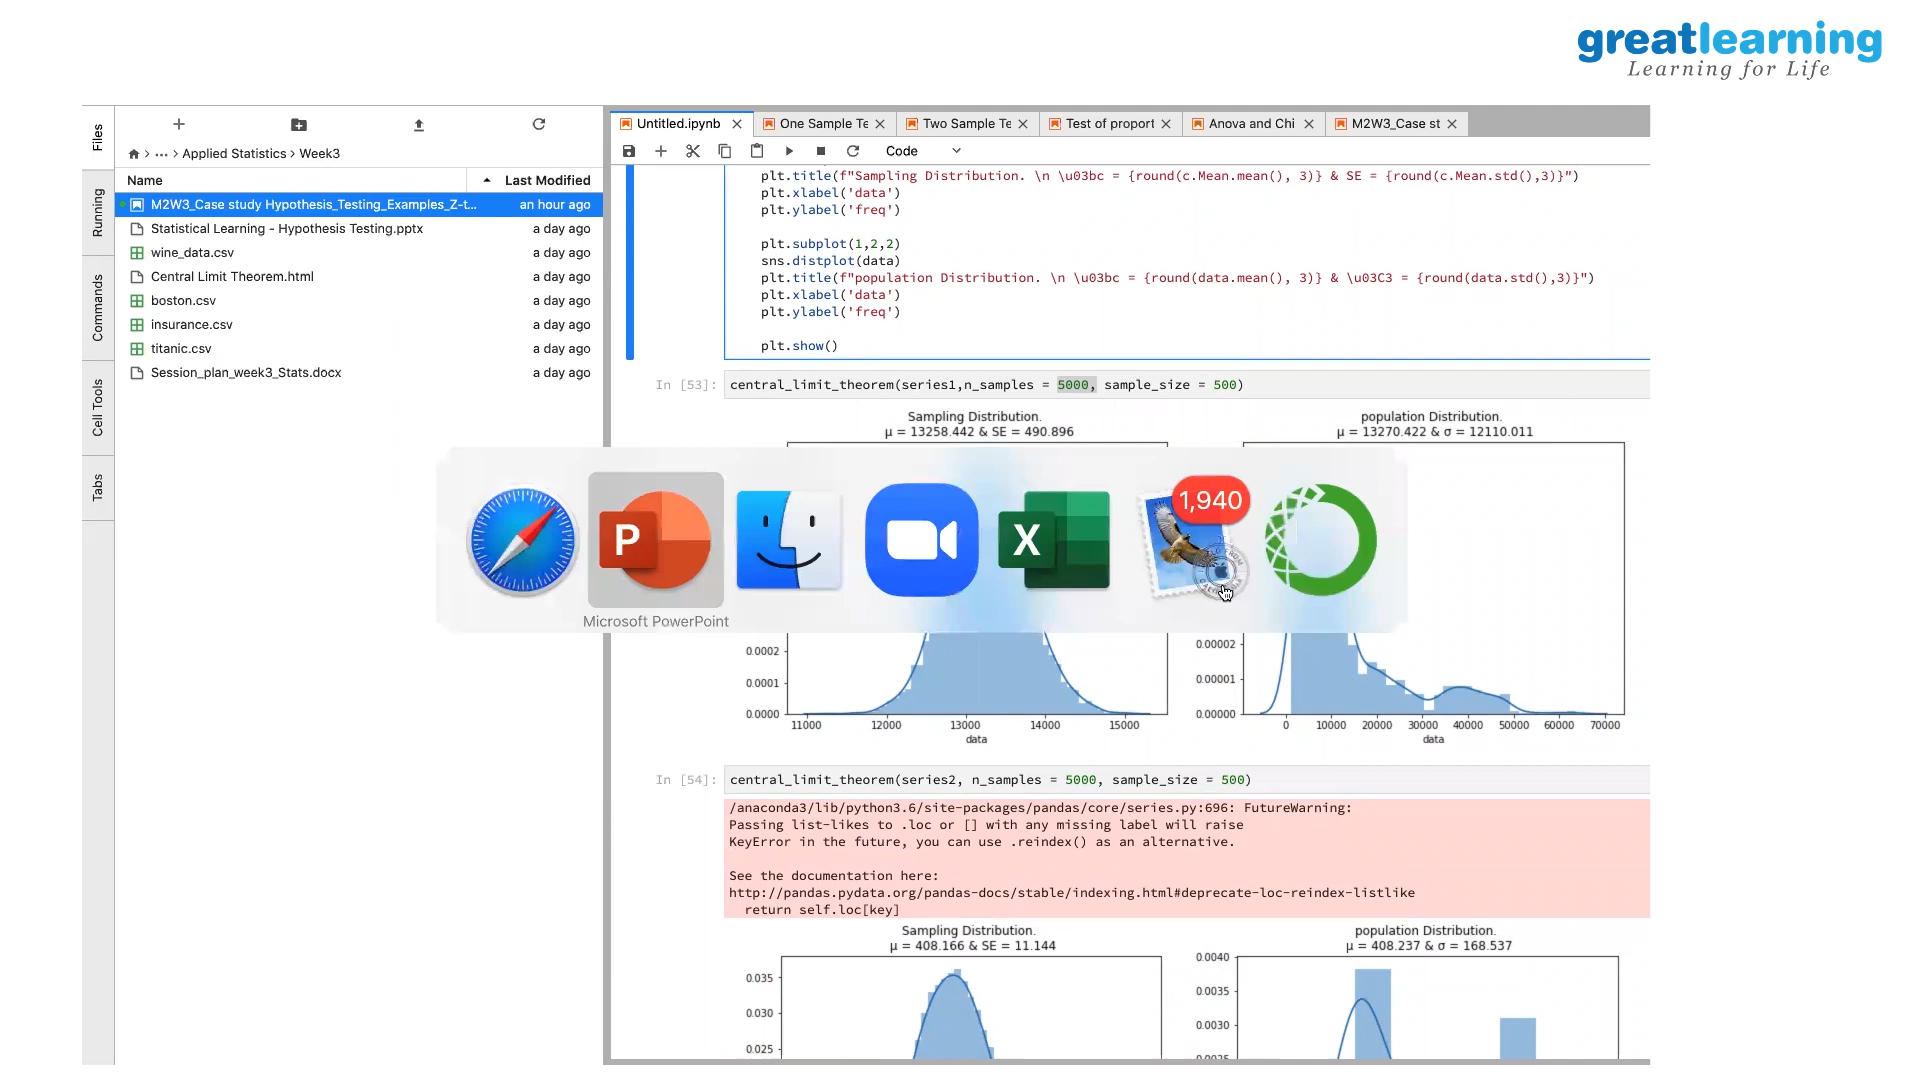 greatlearning
Learning for Life
Files
Running
Commands
Cell Tools
Tabs
... > Applied Statistics > Week3
Name
Last Modified
M2W3_Case study Hypothesis_Testing_Examples_Z-t... an hour ago
Statistical Learning - Hypothesis Testing.pptx a day ago
wine_data.csv a day ago
Central Limit Theorem.html a day ago
boston.csv a day ago
insurance.csv a day ago
titanic.csv a day ago
Session_plan_week3_Stats.docx a day ago
Untitled.ipynb
One Sample Te
Two Sample Te
Test of proport
Anova and Chi
M2W3_Case st
Code
plt.title(f"Sampling Distribution. \n \u03bc = {round(c.Mean.mean(), 3)} & SE = {round(c.Mean.std(),3)}")
plt.xlabel('data')
plt.ylabel('freq')
plt.subplot(1,2,2)
sns.distplot(data)
plt.title(f"population Distribution. \n \u03bc = {round(data.mean(), 3)} & \u03C3 = {round(data.std(),3)}")
plt.xlabel('data')
plt.ylabel('freq')
plt.show()
In [53]: central_limit_theorem(series1,n_samples = 5000, sample_size = 500)
Sampling Distribution.
μ = 13258.442 & SE = 490.896
population Distribution.
μ = 13270.422 & σ = 12110.011
P
X
1,940
Microsoft PowerPoint
0.0002
0.0001
0.0000
11000 12000 13000 14000 15000
data
0.00002
0.00001
0.00000
0 10000 20000 30000 40000 50000 60000 70000
data
In [54]: central_limit_theorem(series2, n_samples = 5000, sample_size = 500)
/anaconda3/lib/python3.6/site-packages/pandas/core/series.py:696: FutureWarning:
Passing list-likes to .loc or [] with any missing label will raise
KeyError in the future, you can use .reindex() as an alternative.
See the documentation here:
http://pandas.pydata.org/pandas-docs/stable/indexing.html#deprecate-loc-reindex-listlike
return self.loc[key]
Sampling Distribution.
μ = 408.166 & SE = 11.144
population Distribution.
μ = 408.237 & σ = 168.537
0.035
0.030
0.025
0.0040
0.0035
0.0030